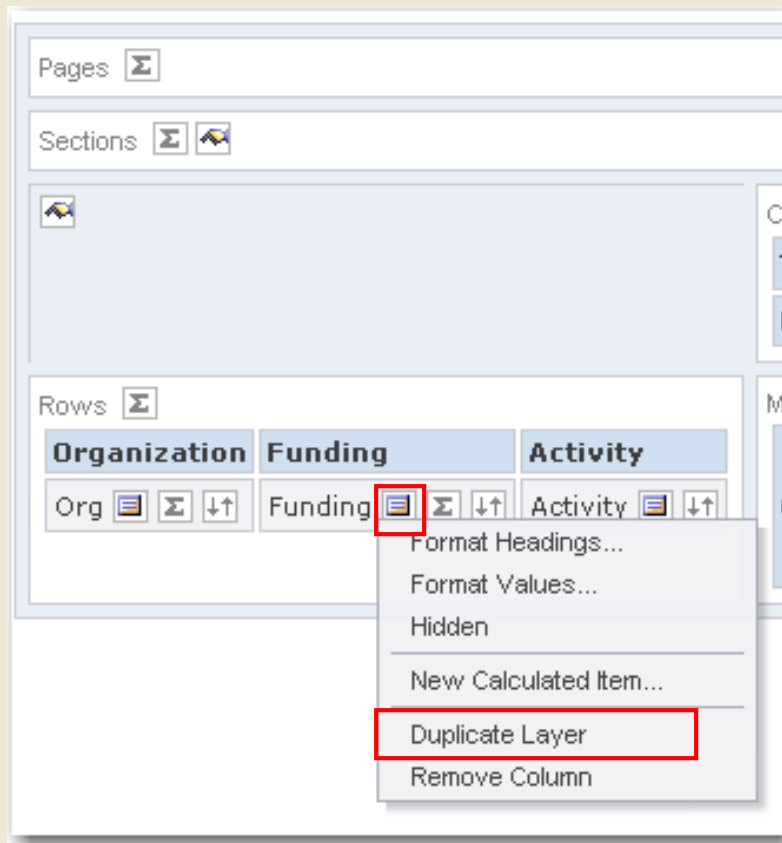 Pages Σ
Sections Σ
Rows Σ
Organization Funding Activity
Org Σ ↓↑ Funding Σ ↓↑ Activity ↓↑
Format Headings...
Format Values...
Hidden
New Calculated Item...
Duplicate Layer
Remove Column